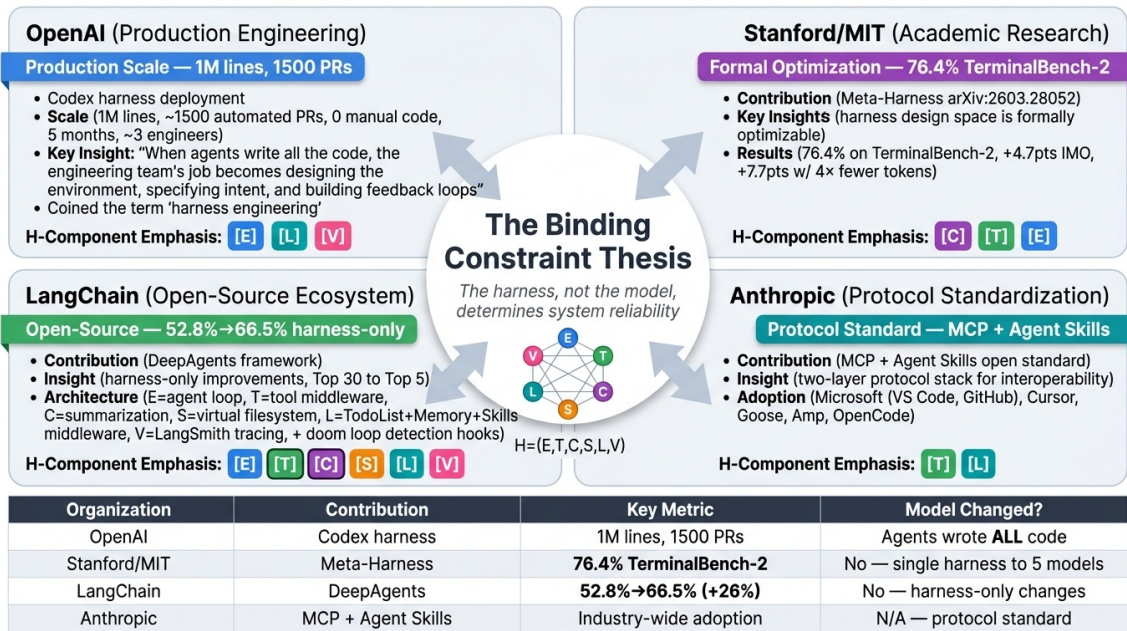 OpenAI (Production Engineering)
Production Scale — 1M lines, 1500 PRs
• Codex harness deployment
• Scale (1M lines, ~1500 automated PRs, 0 manual code,
5 months, ~3 engineers)
• Key Insight: “When agents write all the code, the
engineering team's job becomes designing the
environment, specifying intent, and building feedback loops”
• Coined the term ‘harness engineering’
H-Component Emphasis: [E] [L] [V]
Stanford/MIT (Academic Research)
Formal Optimization — 76.4% TerminalBench-2
• Contribution (Meta-Harness arXiv:2603.28052)
• Key Insights (harness design space is formally
optimizable)
• Results (76.4% on TerminalBench-2, +4.7pts IMO,
+7.7pts w/ 4× fewer tokens)
H-Component Emphasis: [C] [T] [E]
The Binding
Constraint Thesis
The harness, not the model,
determines system reliability
E
V T
L C
S
H=(E,T,C,S,L,V)
LangChain (Open-Source Ecosystem)
Open-Source — 52.8%→66.5% harness-only
• Contribution (DeepAgents framework)
• Insight (harness-only improvements, Top 30 to Top 5)
• Architecture (E=agent loop, T=tool middleware,
C=summarization, S=virtual filesystem, L=TodoList+Memory+Skills
middleware, V=LangSmith tracing, + doom loop detection hooks)
H-Component Emphasis: [E] [T] [C] [S] [L] [V]
Anthropic (Protocol Standardization)
Protocol Standard — MCP + Agent Skills
• Contribution (MCP + Agent Skills open standard)
• Insight (two-layer protocol stack for interoperability)
• Adoption (Microsoft (VS Code, GitHub), Cursor,
Goose, Amp, OpenCode)
H-Component Emphasis: [T] [L]
Organization Contribution Key Metric Model Changed?
OpenAI Codex harness 1M lines, 1500 PRs Agents wrote ALL code
Stanford/MIT Meta-Harness 76.4% TerminalBench-2 No — single harness to 5 models
LangChain DeepAgents 52.8%→66.5% (+26%) No — harness-only changes
Anthropic MCP + Agent Skills Industry-wide adoption N/A — protocol standard